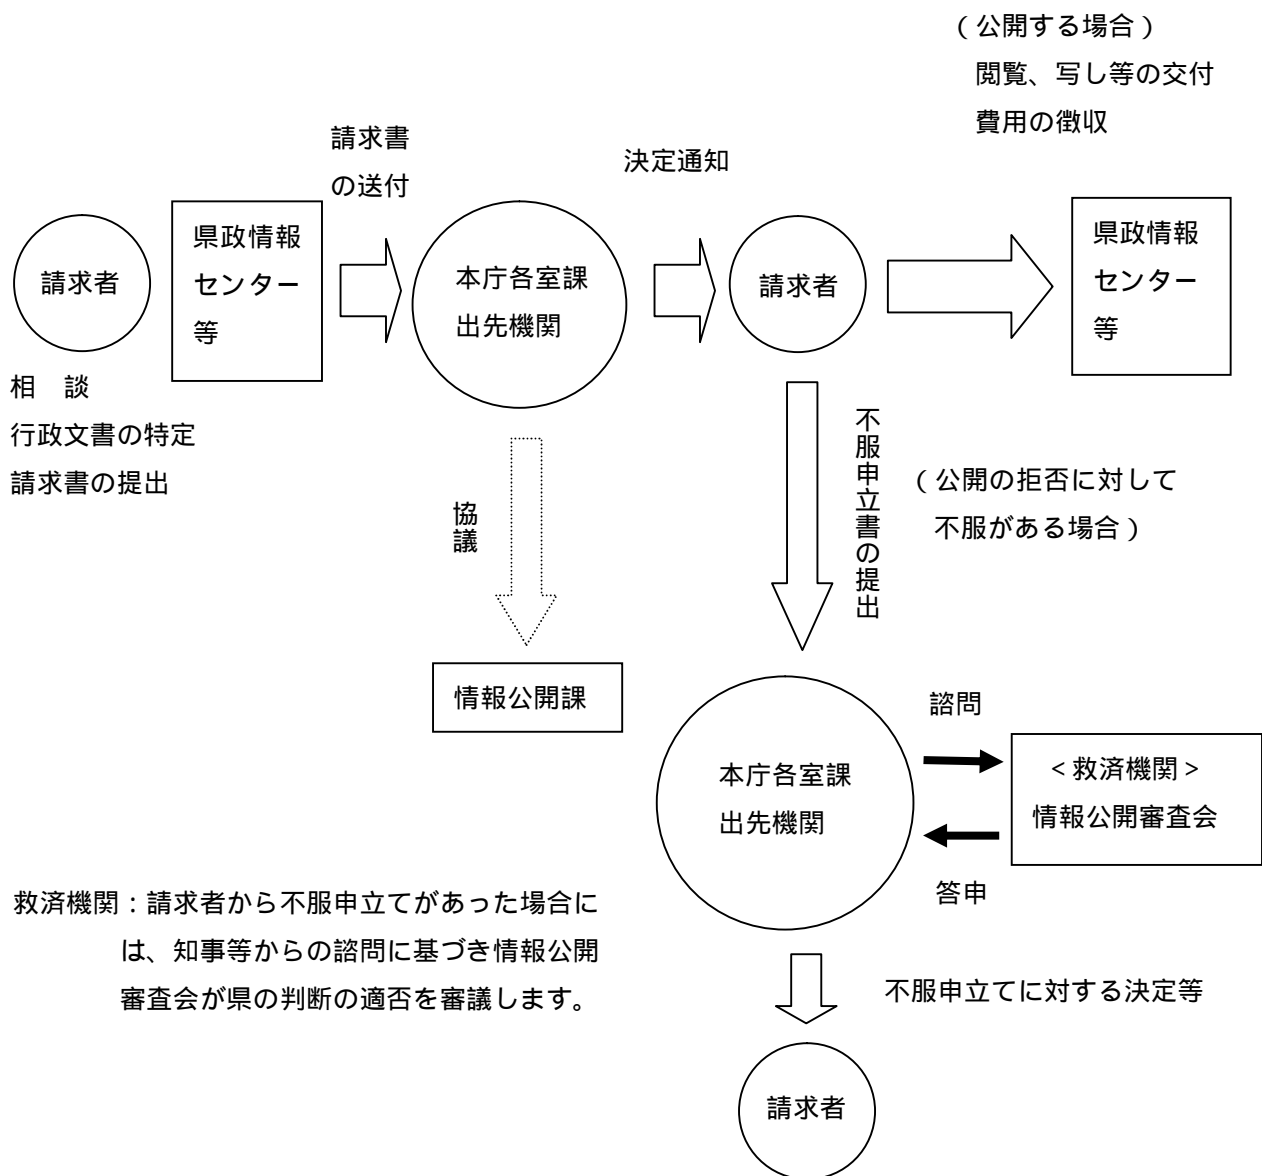 （公開する場合）
閲覧、写し等の交付
費用の徴収
請求書
の送付
決定通知
請求者
県政情報
センター
等
本庁各室課
出先機関
請求者
県政情報
センター
等
相　談
行政文書の特定
請求書の提出
協議
不服申立書の提出
（公開の拒否に対して
不服がある場合）
情報公開課
本庁各室課
出先機関
諮問
＜救済機関＞
情報公開審査会
答申
救済機関：請求者から不服申立てがあった場合に
は、知事等からの諮問に基づき情報公開
審査会が県の判断の適否を審議します。
不服申立てに対する決定等
請求者